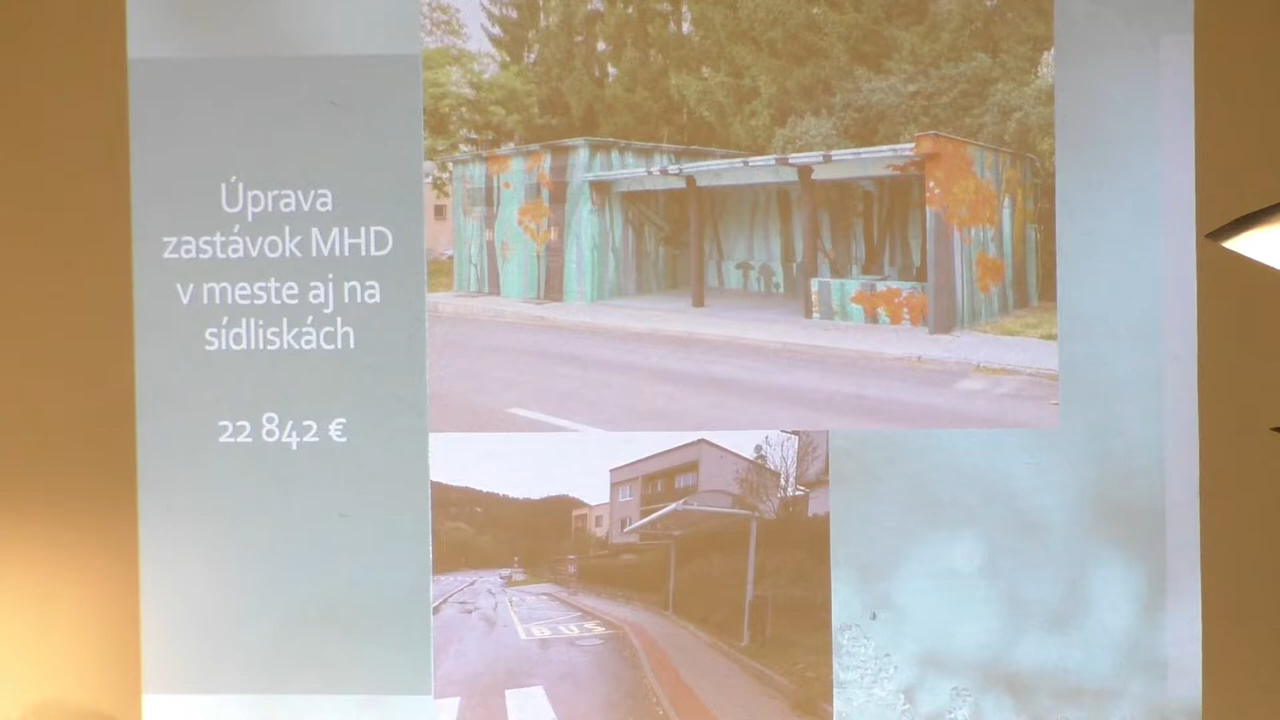 Úprava
zastávok MHD
v meste aj na
sídliskách
22 842 €
BUS